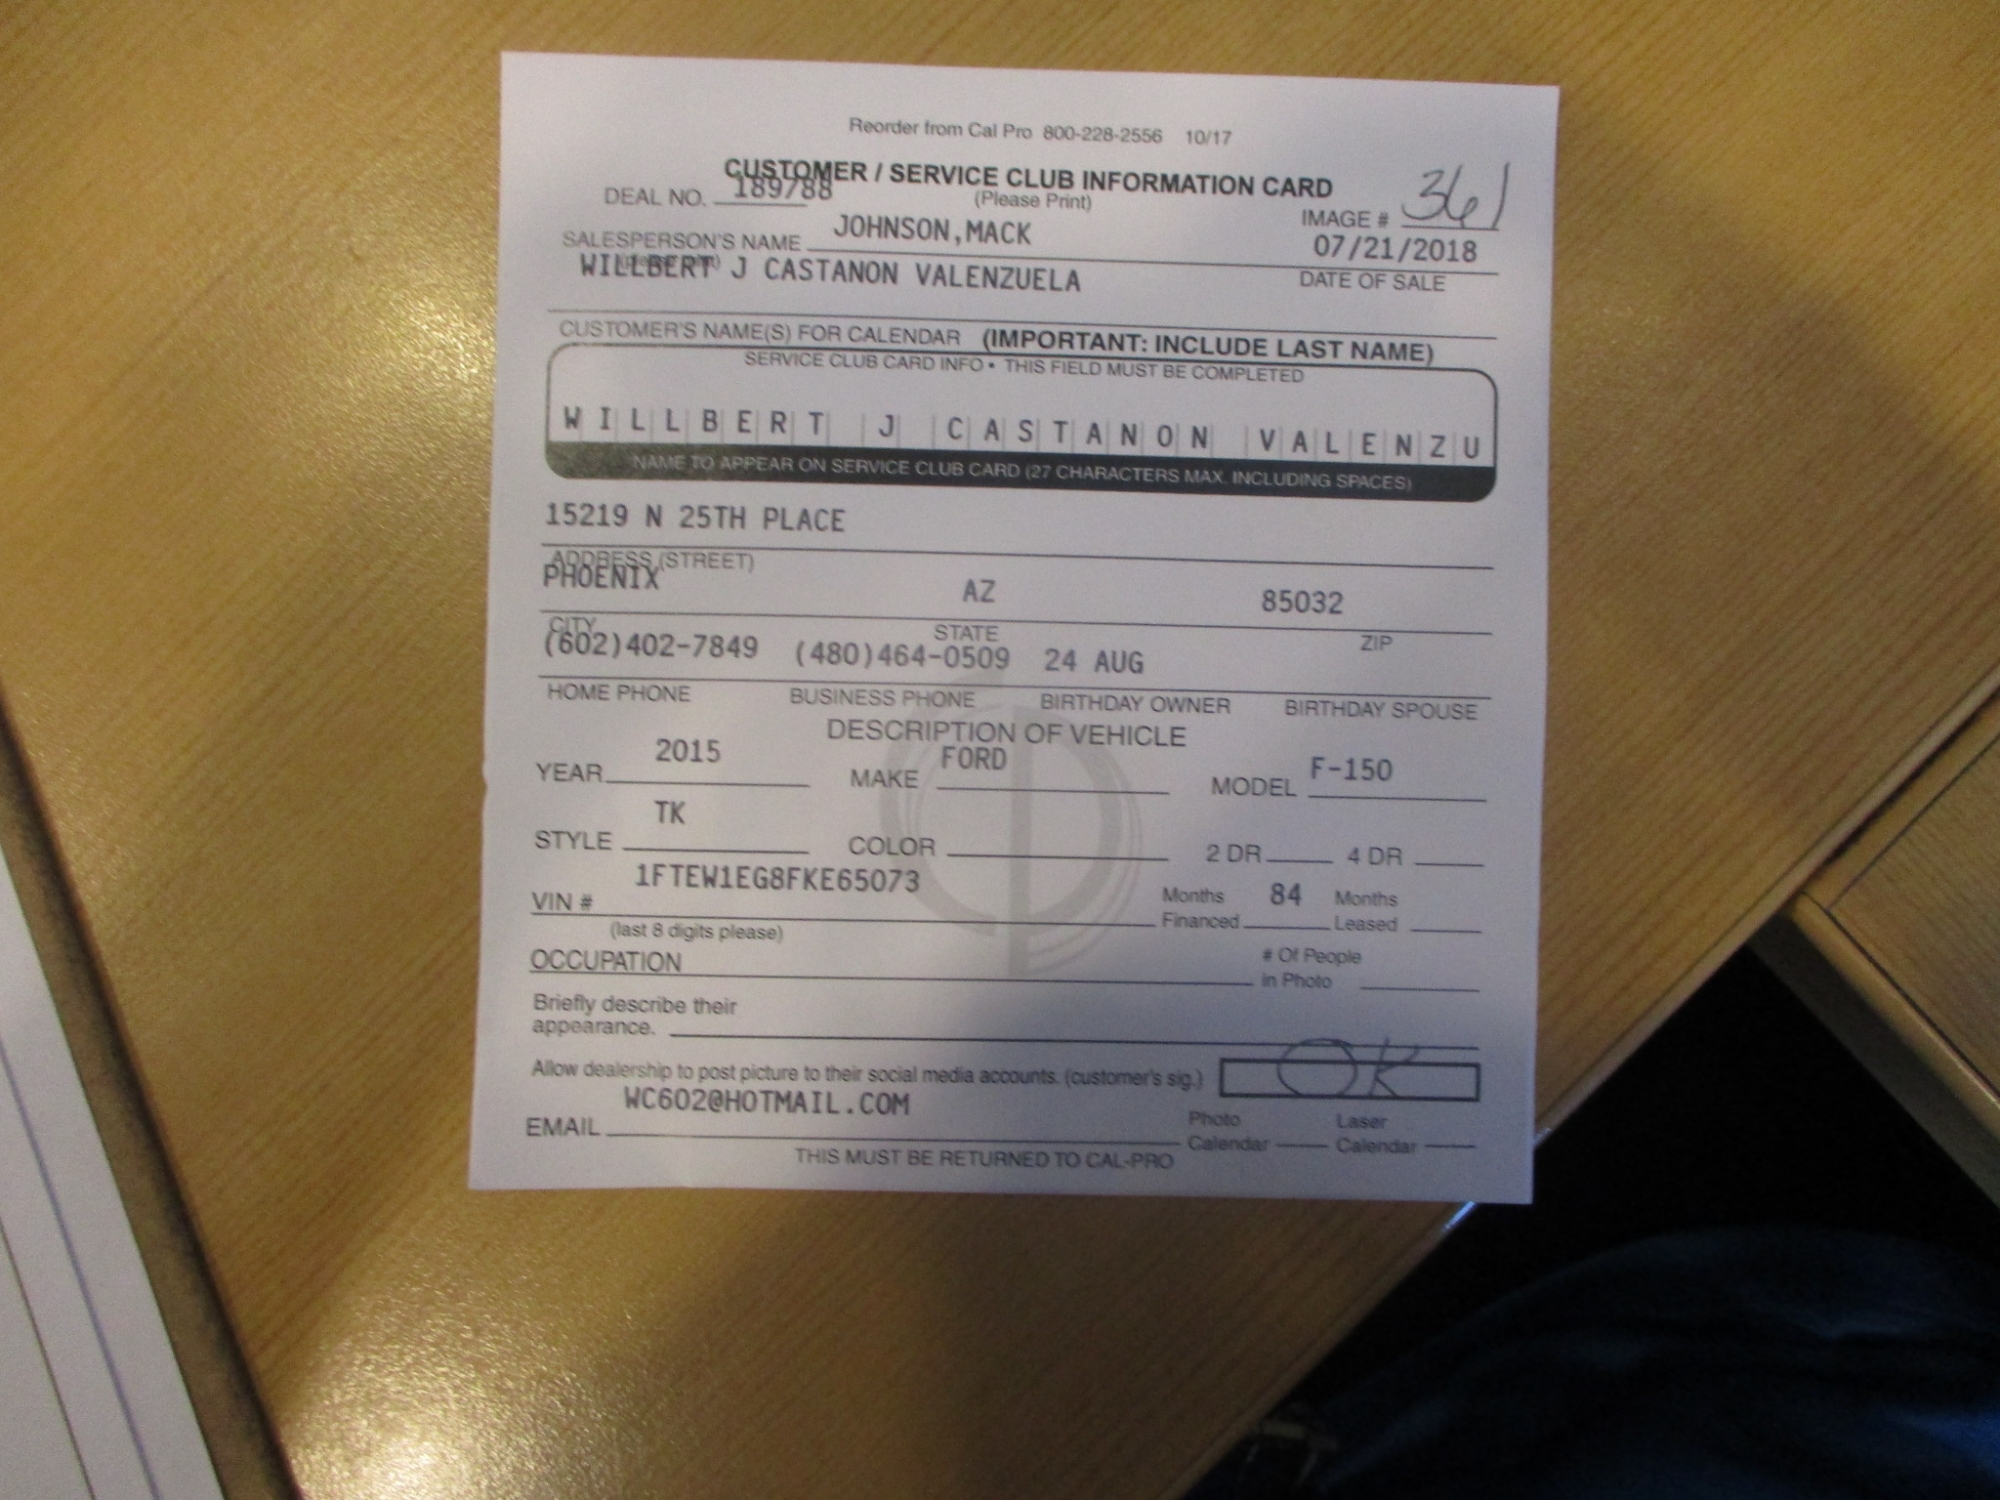 Reorder from Cal Pro 800-228-2556 10/17
CUSTOMER / SERVICE CLUB INFORMATION CARD
DEAL NO. 189788 (Please Print) IMAGE # 361
SALESPERSON'S NAME JOHNSON,MACK 07/21/2018
(please print) DATE OF SALE
WILLBERT J CASTANON VALENZUELA
CUSTOMER'S NAME(S) FOR CALENDAR (IMPORTANT: INCLUDE LAST NAME)
SERVICE CLUB CARD INFO • THIS FIELD MUST BE COMPLETED
WILLBERT J CASTANON VALENZU
NAME TO APPEAR ON SERVICE CLUB CARD (27 CHARACTERS MAX. INCLUDING SPACES)
15219 N 25TH PLACE
ADDRESS (STREET)
PHOENIX AZ 85032
CITY STATE ZIP
(602)402-7849 (480)464-0509 24 AUG
HOME PHONE BUSINESS PHONE BIRTHDAY OWNER BIRTHDAY SPOUSE
DESCRIPTION OF VEHICLE
YEAR 2015 MAKE FORD MODEL F-150
STYLE TK COLOR 2 DR 4 DR
VIN # 1FTEW1EG8FKE65073 Months Financed 84 Months Leased
(last 8 digits please)
OCCUPATION # Of People in Photo
Briefly describe their
appearance.
Allow dealership to post picture to their social media accounts. (customer's sig.) OK
EMAIL WC602@HOTMAIL.COM Photo Calendar Laser Calendar
THIS MUST BE RETURNED TO CAL-PRO